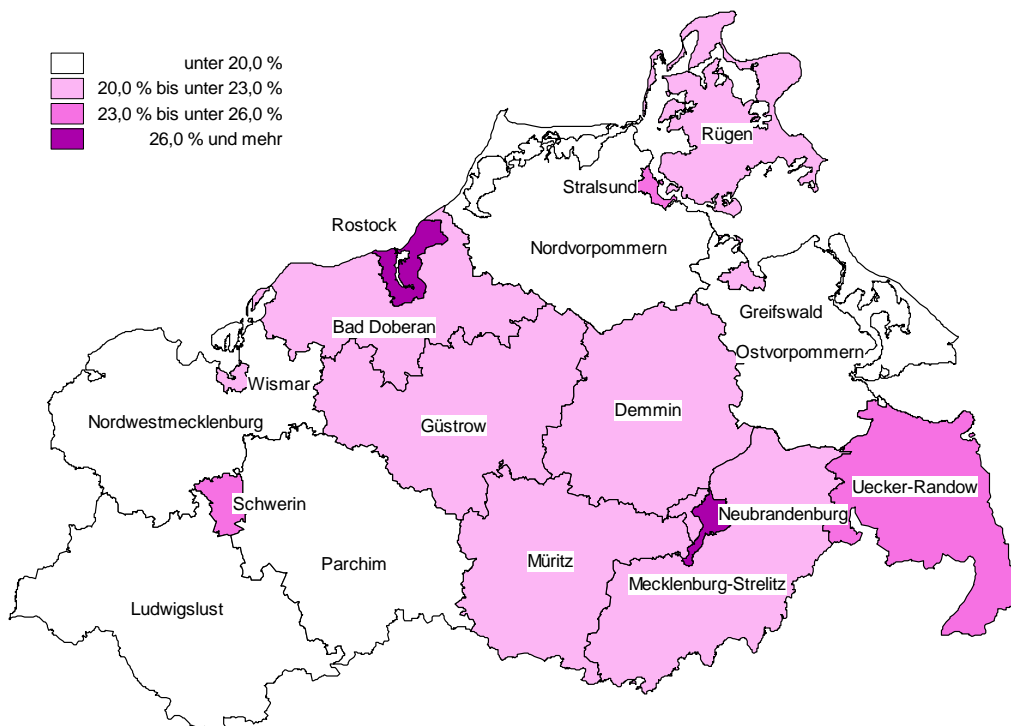 unter 20,0 %
20,0 % bis unter 23,0 %
23,0 % bis unter 26,0 %
26,0 % und mehr
Rügen
Stralsund
Rostock
Nordvorpommern
Greifswald
Bad Doberan
Ostvorpommern
Wismar
Demmin
Nordwestmecklenburg
Güstrow
Uecker-Randow
Schwerin
Neubrandenburg
Parchim
Müritz
Mecklenburg-Strelitz
Ludwigslust